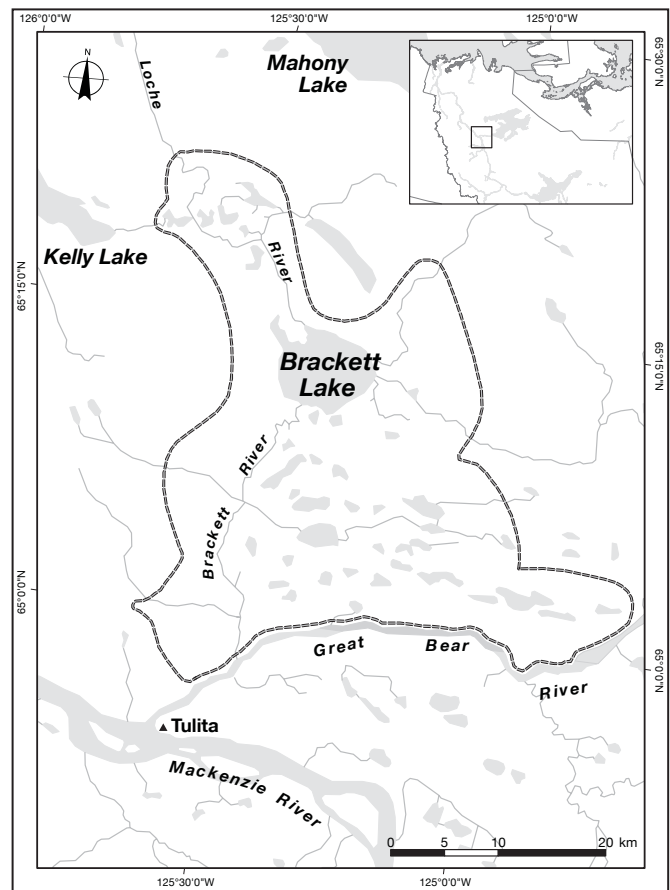 126°0'0"W
125°30'0"W
125°0'0"W
N
Loche
Mahony
Lake
65°30'0"N
Kelly Lake
River
65°15'0"N
65°15'0"N
Brackett
Lake
River
Brackett
65°0'0"N
Great Bear
River
65°0'0"N
Tulita
Mackenzie River
0 5 10 20 km
125°30'0"W
125°0'0"W